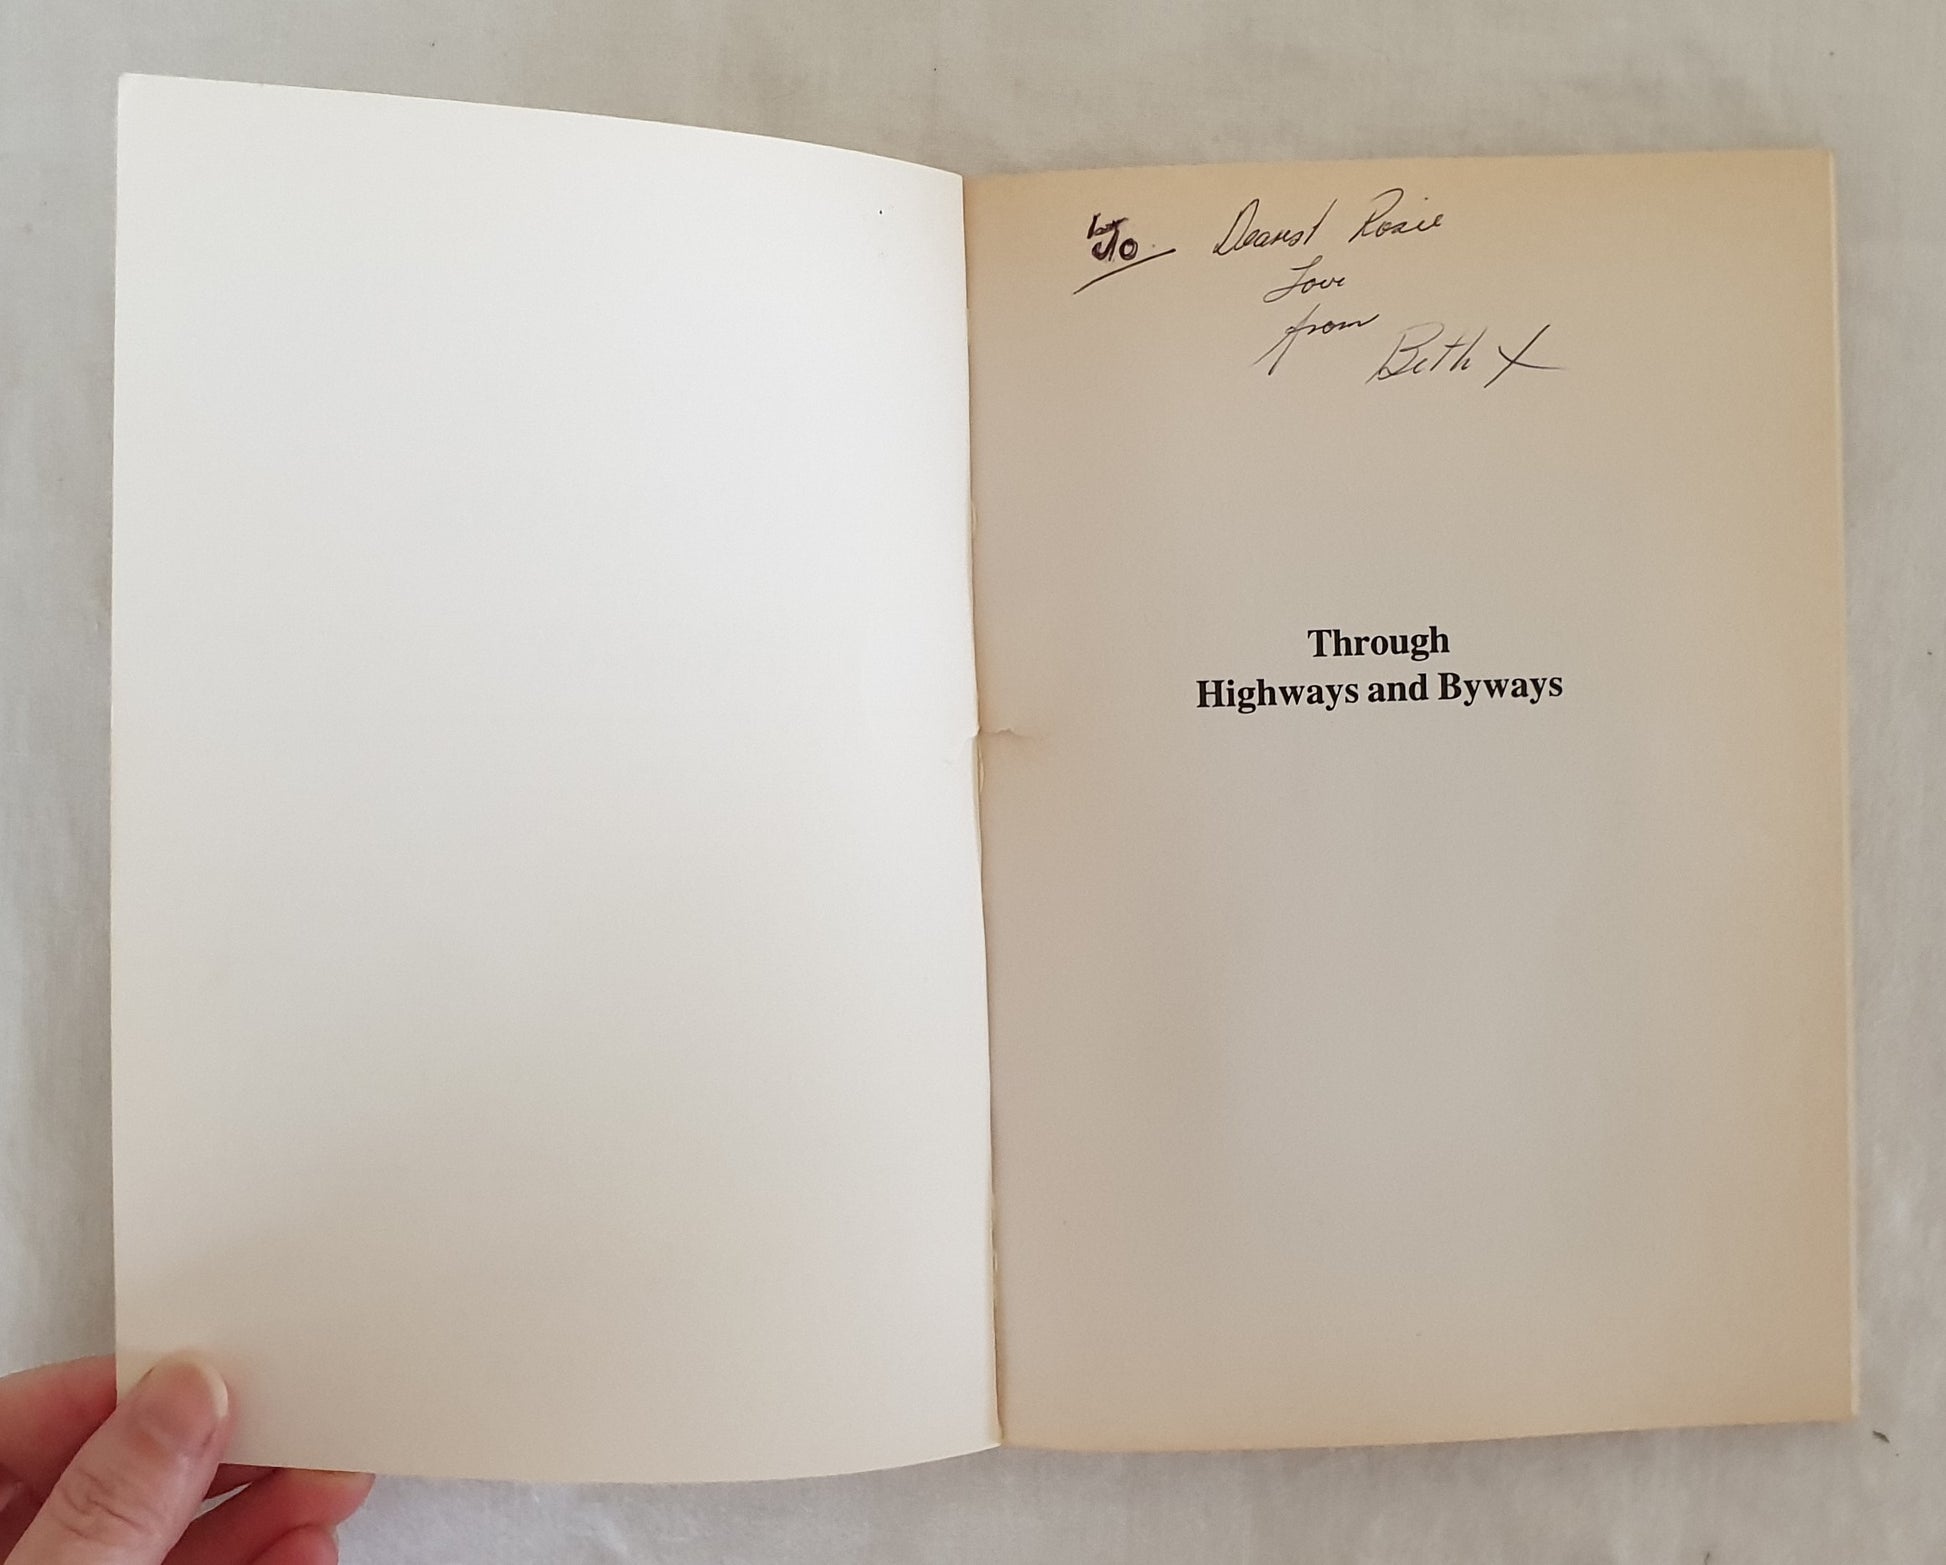 To Dearest Rosie
Love
from
Beth x
Through
Highways and Byways